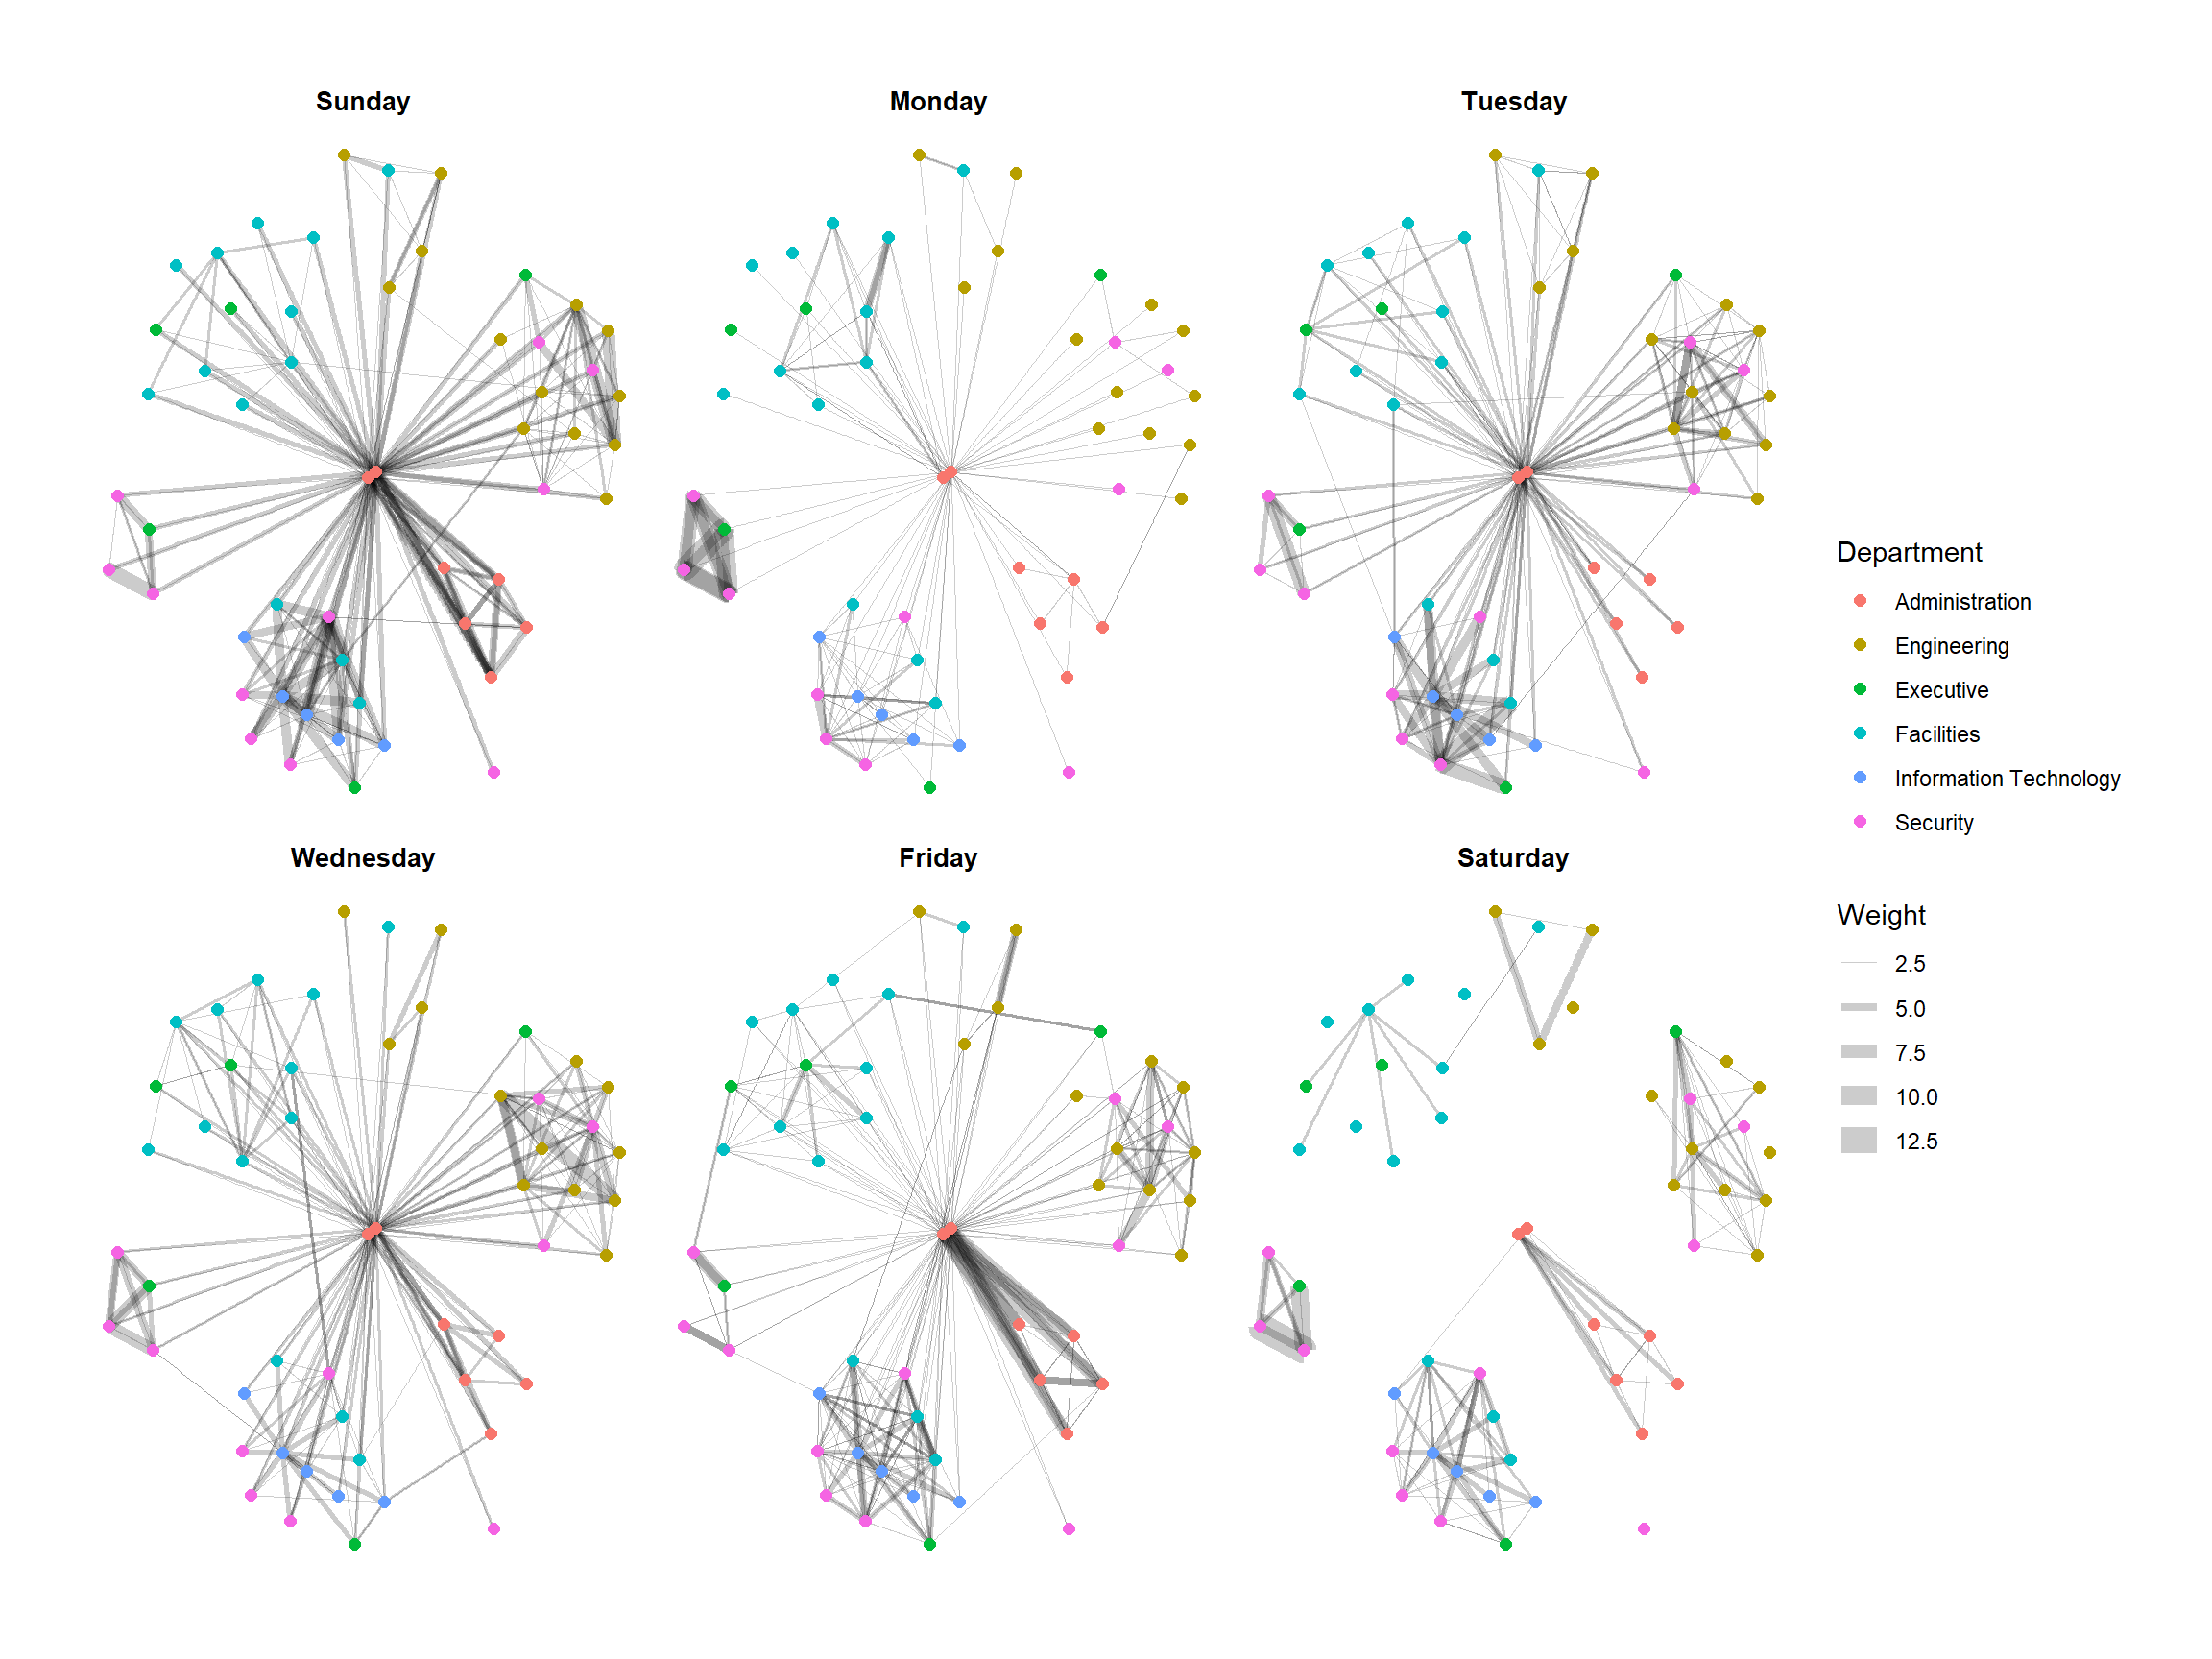 Sunday
Monday
Tuesday
Wednesday
Friday
Saturday
Department
Administration
Engineering
Executive
Facilities
Information Technology
Security
Weight
2.5
5.0
7.5
10.0
12.5